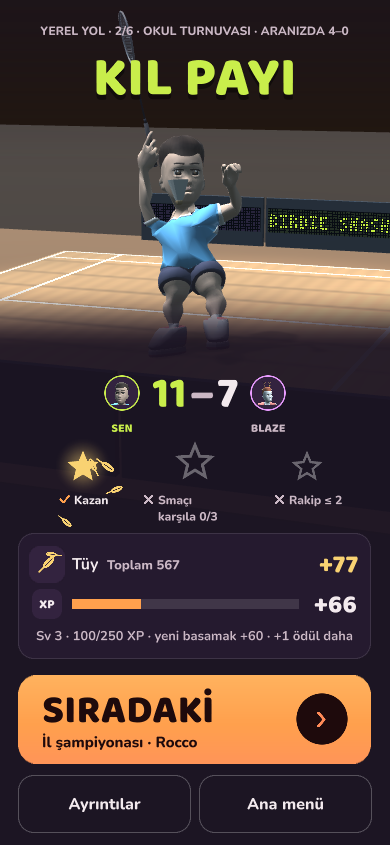 YEREL YOL · 2/6 · OKUL TURNUVASI · ARANIZDA 4–0
KIL PAYI
BIRDIE SMASH
11–7
SEN
BLAZE
Kazan
Smaçı
karşıla 0/3
Rakip ≤ 2
Tüy Toplam 567
+77
XP
+66
Sv 3 · 100/250 XP · yeni basamak +60 · +1 ödül daha
SIRADAKİ
İl şampiyonası · Rocco
Ayrıntılar
Ana menü